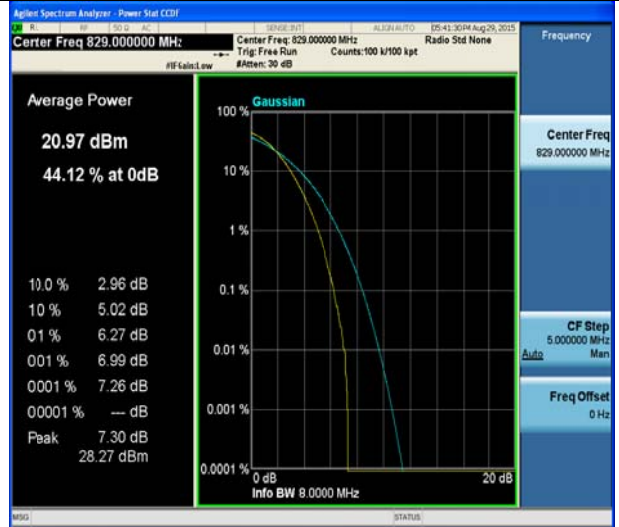 Agilent Spectrum Analyzer - Power Stat CCDF
RF 50 Ω AC SENSE:INT ALIGN AUTO 05:41:30 PM Aug 29, 2015
Center Freq 829.000000 MHz
Center Freq: 829.000000 MHz Radio Std None
Trig: Free Run Counts:100 k/100 kpt
#IFGain:Low #Atten: 30 dB
Frequency
Average Power
20.97 dBm
44.12 % at 0dB
10.0 % 2.96 dB
10 % 5.02 dB
01 % 6.27 dB
001 % 6.99 dB
0001 % 7.26 dB
00001 % --- dB
Peak 7.30 dB
28.27 dBm
Gaussian
100 %
10 %
1 %
0.1 %
0.01 %
0.001 %
0.0001 %
0 dB 20 dB
Info BW 8.0000 MHz
Center Freq
829.000000 MHz
CF Step
5.000000 MHz
Auto Man
Freq Offset
0 Hz
MSG STATUS